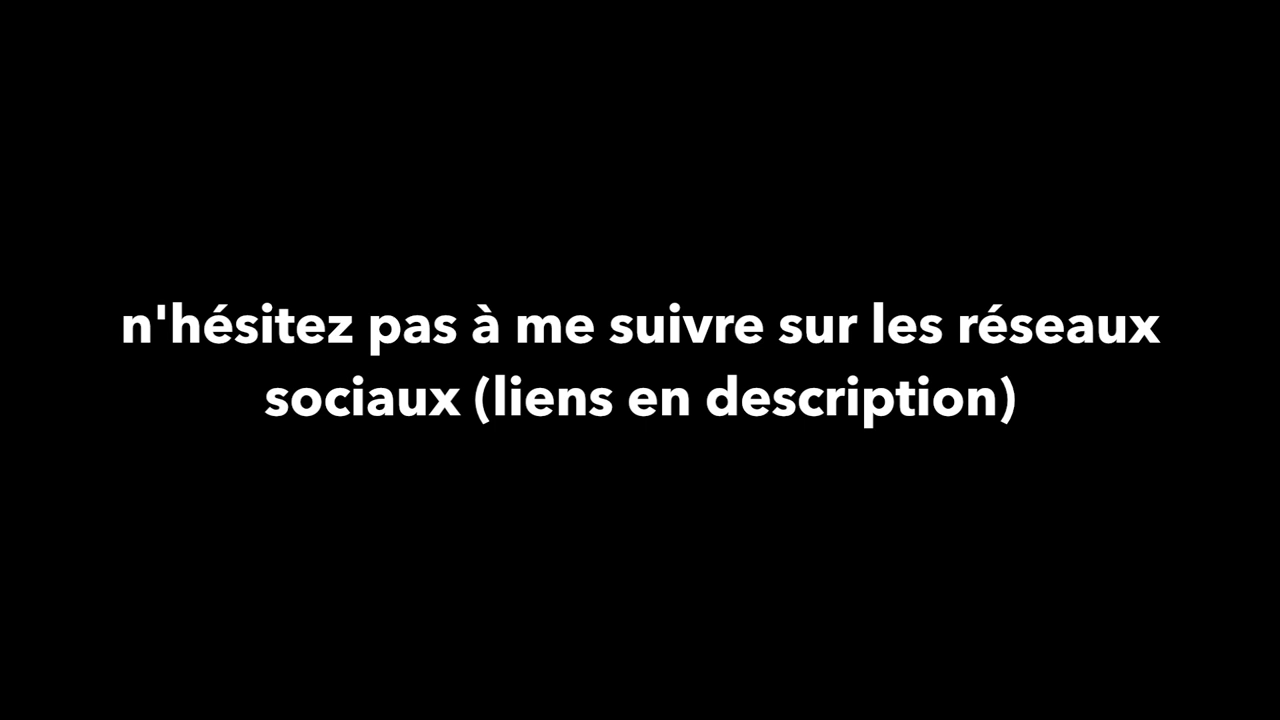 n'hésitez pas à me suivre sur les réseaux
sociaux (liens en description)